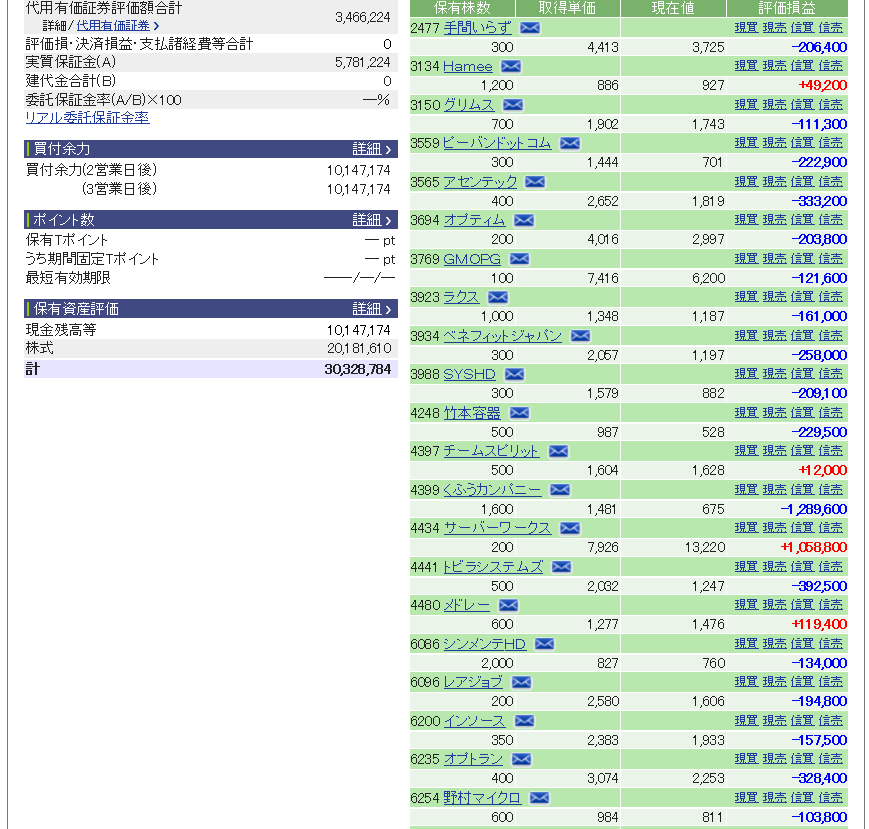 代用有価証券評価額合計
詳細/代用有価証券 > 3,466,224
評価損・決済損益・支払諸経費等合計 0
実質保証金(A) 5,781,224
建代金合計(B) 0
委託保証金率(A/B)×100 ―%
リアル委託保証金率
買付余力 詳細 >
買付余力(2営業日後) 10,147,174
(3営業日後) 10,147,174
ポイント数 詳細 >
保有Tポイント ― pt
うち期間固定Tポイント ― pt
最短有効期限 ――/―/―
保有資産評価 詳細 >
現金残高等 10,147,174
株式 20,181,610
計 30,328,784
保有株数 取得単価 現在値 評価損益
2477 手間いらず 現買 現売 信買 信売
300 4,413 3,725 -206,400
3134 Hamee 現買 現売 信買 信売
1,200 886 927 +49,200
3150 グリムス 現買 現売 信買 信売
700 1,902 1,743 -111,300
3559 ピーバンドットコム 現買 現売 信買 信売
300 1,444 701 -222,900
3565 アセンテック 現買 現売 信買 信売
400 2,652 1,819 -333,200
3694 オプティム 現買 現売 信買 信売
200 4,016 2,997 -203,800
3769 GMOPG 現買 現売 信買 信売
100 7,416 6,200 -121,600
3923 ラクス 現買 現売 信買 信売
1,000 1,348 1,187 -161,000
3934 ベネフィットジャパン 現買 現売 信買 信売
300 2,057 1,197 -258,000
3988 SYSHD 現買 現売 信買 信売
300 1,579 882 -209,100
4248 竹本容器 現買 現売 信買 信売
500 987 528 -229,500
4397 チームスピリット 現買 現売 信買 信売
500 1,604 1,628 +12,000
4399 くふうカンパニー 現買 現売 信買 信売
1,600 1,481 675 -1,289,600
4434 サーバーワークス 現買 現売 信買 信売
200 7,926 13,220 +1,058,800
4441 トビラシステムズ 現買 現売 信買 信売
500 2,032 1,247 -392,500
4480 メドレー 現買 現売 信買 信売
600 1,277 1,476 +119,400
6086 シンメンテHD 現買 現売 信買 信売
2,000 827 760 -134,000
6096 レアジョブ 現買 現売 信買 信売
200 2,580 1,606 -194,800
6200 インソース 現買 現売 信買 信売
350 2,383 1,933 -157,500
6235 オプトラン 現買 現売 信買 信売
400 3,074 2,253 -328,400
6254 野村マイクロ 現買 現売 信買 信売
600 984 811 -103,800